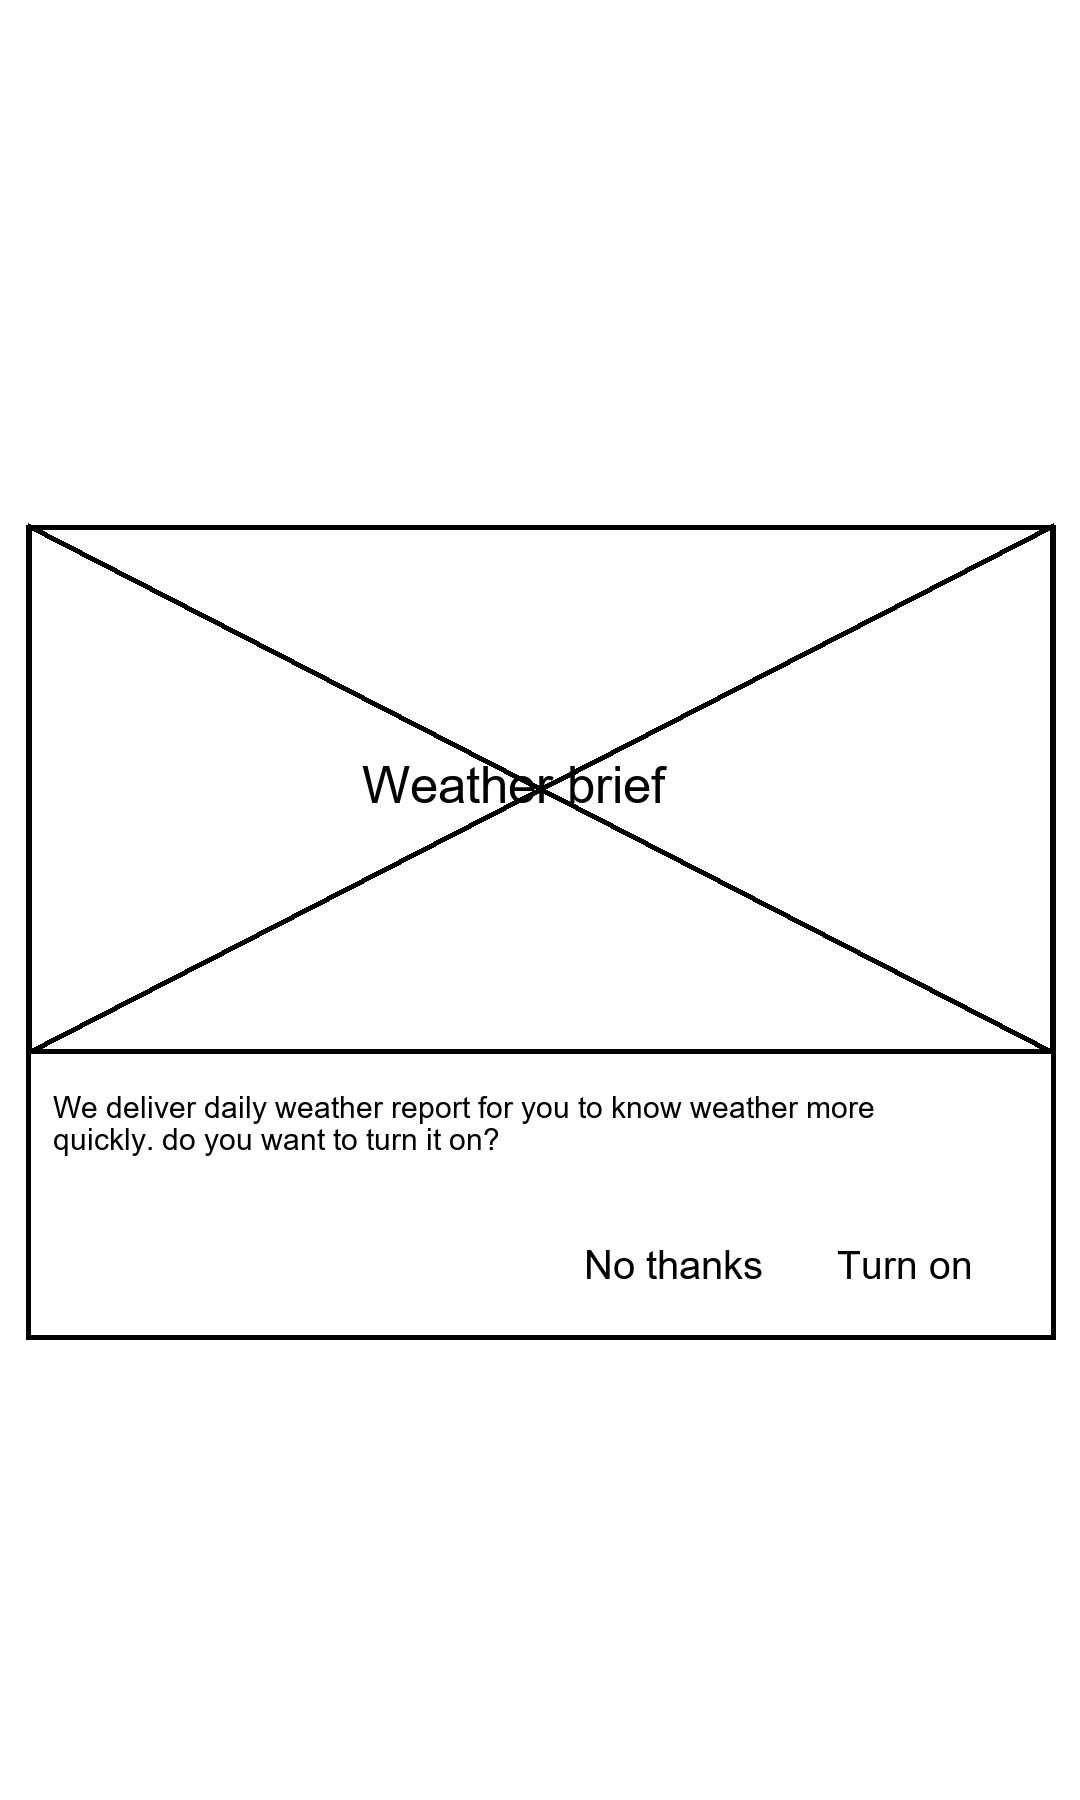 Weather brief
We deliver daily weather report for you to know weather more
quickly. do you want to turn it on?
No thanks Turn on